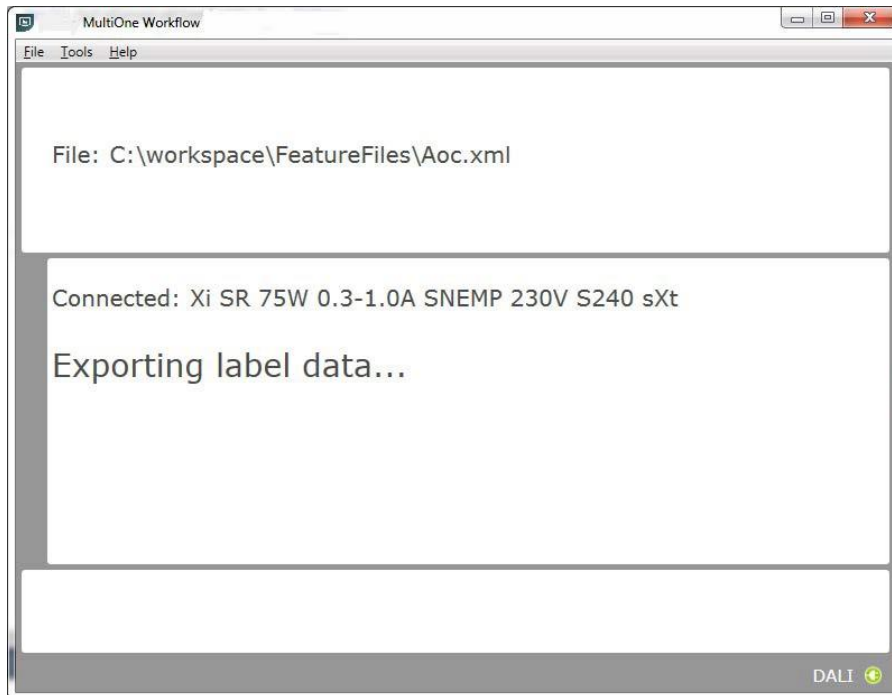 MultiOne Workflow
File Tools Help
File: C:\workspace\FeatureFiles\Aoc.xml
Connected: Xi SR 75W 0.3-1.0A SNEMP 230V S240 sXt
Exporting label data...
DALI